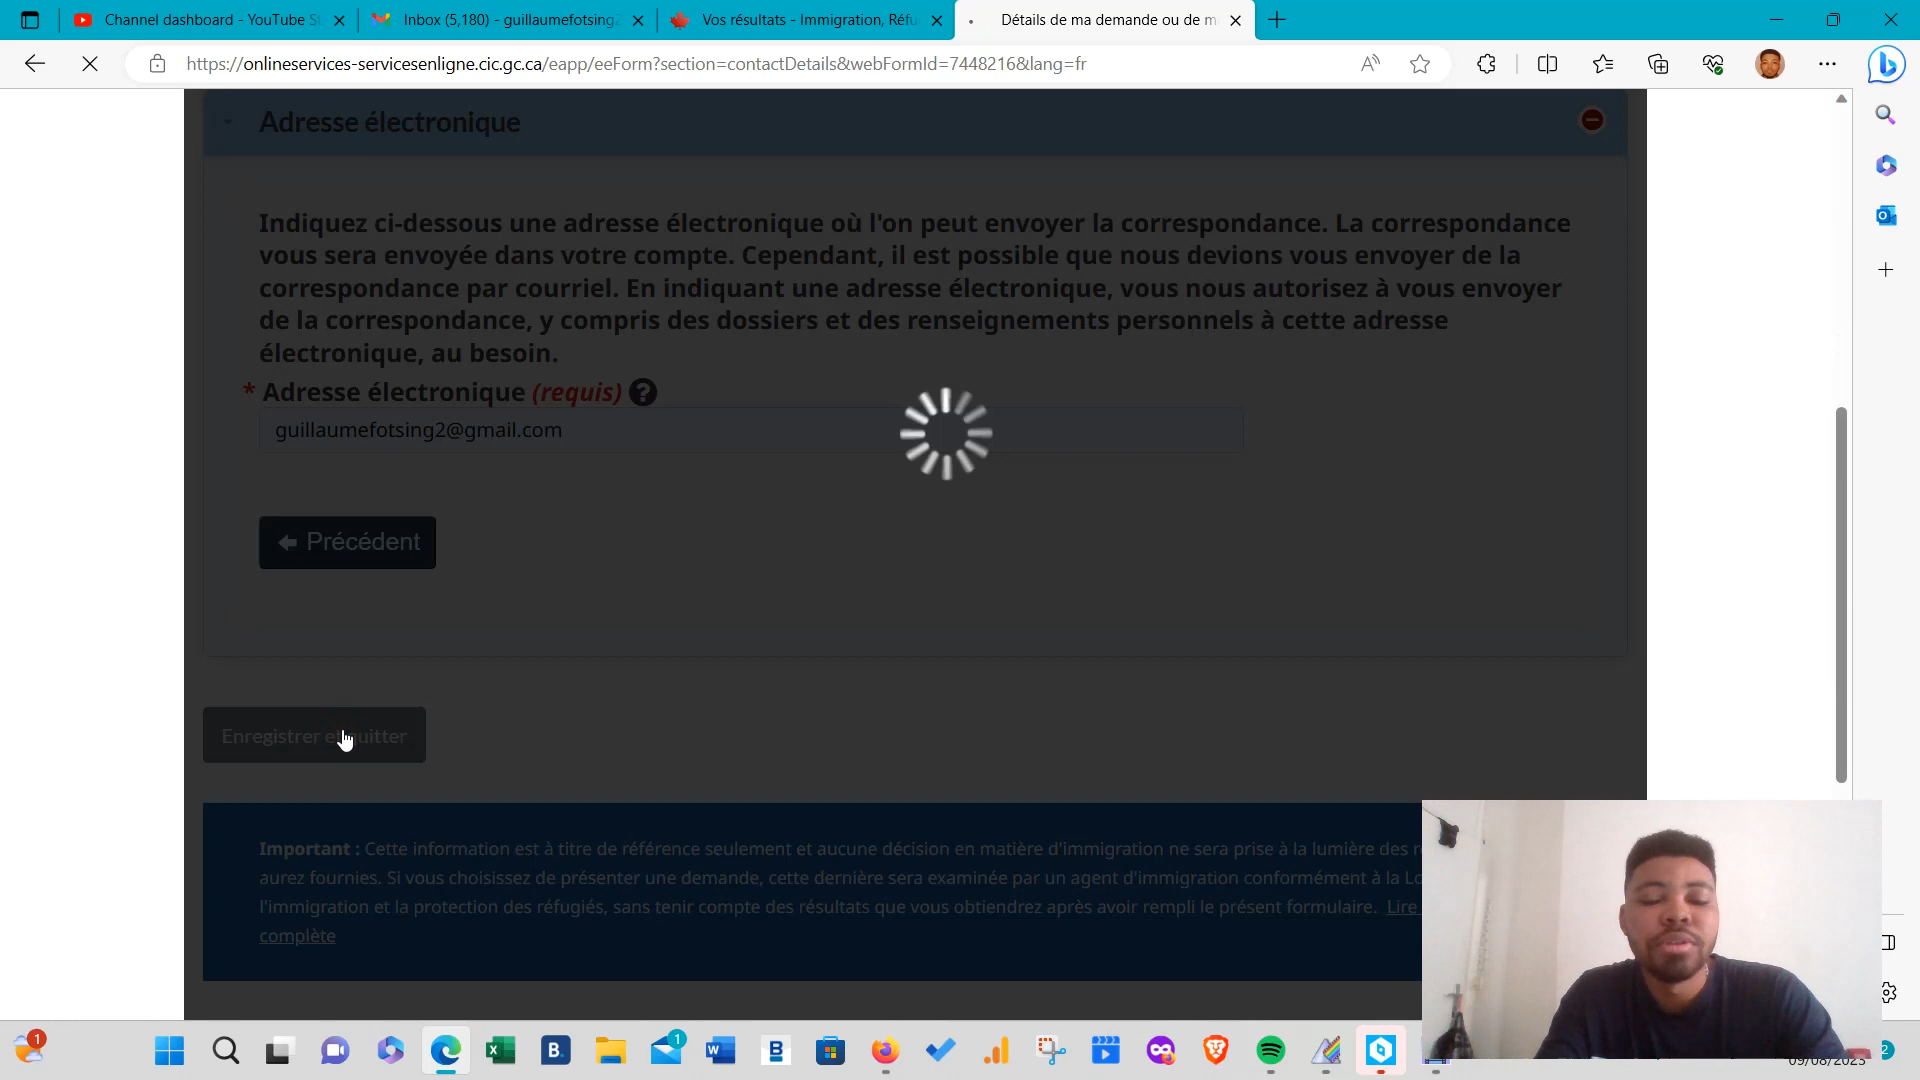 Channel dashboard - YouTube St
Inbox (5,180) - guillaumefotsing2
Vos résultats - Immigration, Réfu
Détails de ma demande ou de m
https://onlineservices-servicesenligne.cic.gc.ca/eapp/eeForm?section=contactDetails&webFormId=7448216&lang=fr
Adresse électronique
Indiquez ci-dessous une adresse électronique où l'on peut envoyer la correspondance. La correspondance
vous sera envoyée dans votre compte. Cependant, il est possible que nous devions vous envoyer de la
correspondance par courriel. En indiquant une adresse électronique, vous nous autorisez à vous envoyer
de la correspondance, y compris des dossiers et des renseignements personnels à cette adresse
électronique, au besoin.
* Adresse électronique (requis) ?
guillaumefotsing2@gmail.com
Précédent
Enregistrer et quitter
Important : Cette information est à titre de référence seulement et aucune décision en matière d'immigration ne sera prise à la lumière des r
aurez fournies. Si vous choisissez de présenter une demande, cette dernière sera examinée par un agent d'immigration conformément à la Lo
l'immigration et la protection des réfugiés, sans tenir compte des résultats que vous obtiendrez après avoir rempli le présent formulaire. Lire
complète
1
1
09/08/2023
2